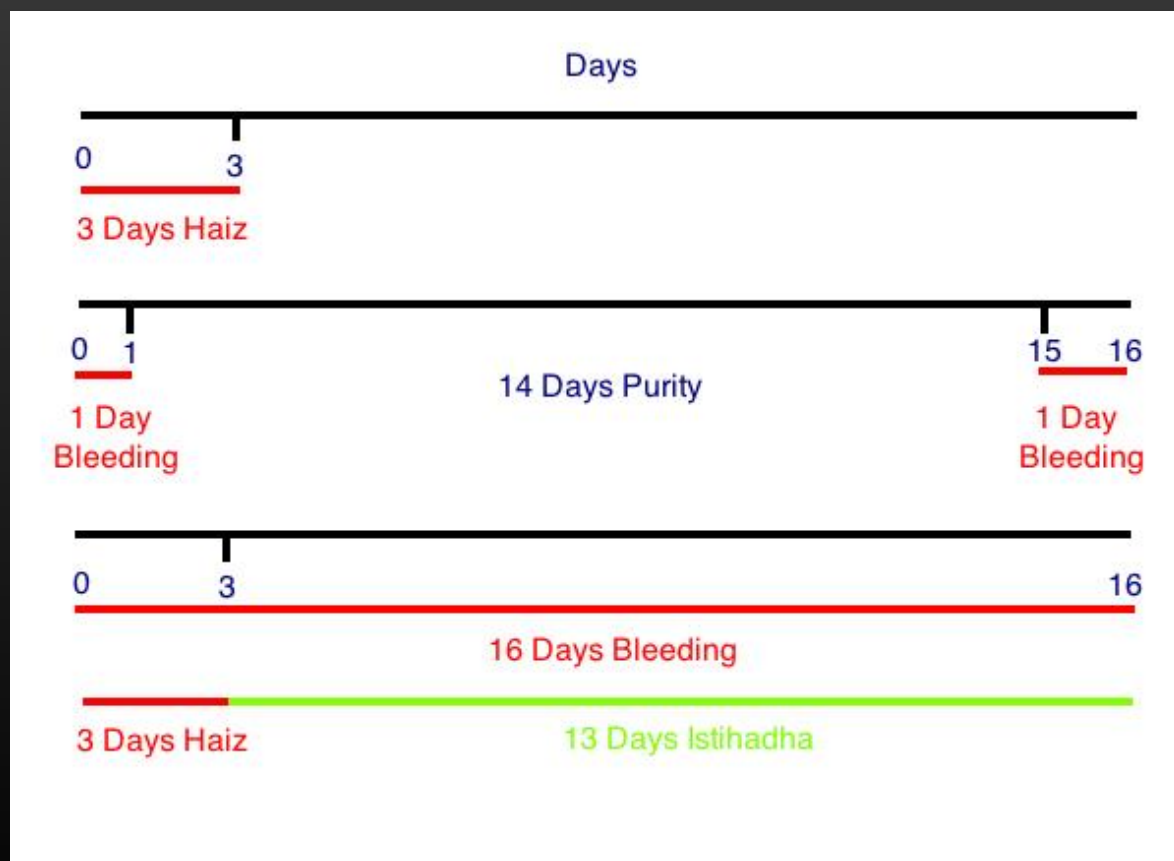 Days
0 3
3 Days Haiz
0 1 15 16
14 Days Purity
1 Day
Bleeding
1 Day
Bleeding
0 3 16
16 Days Bleeding
3 Days Haiz 13 Days Istihadha